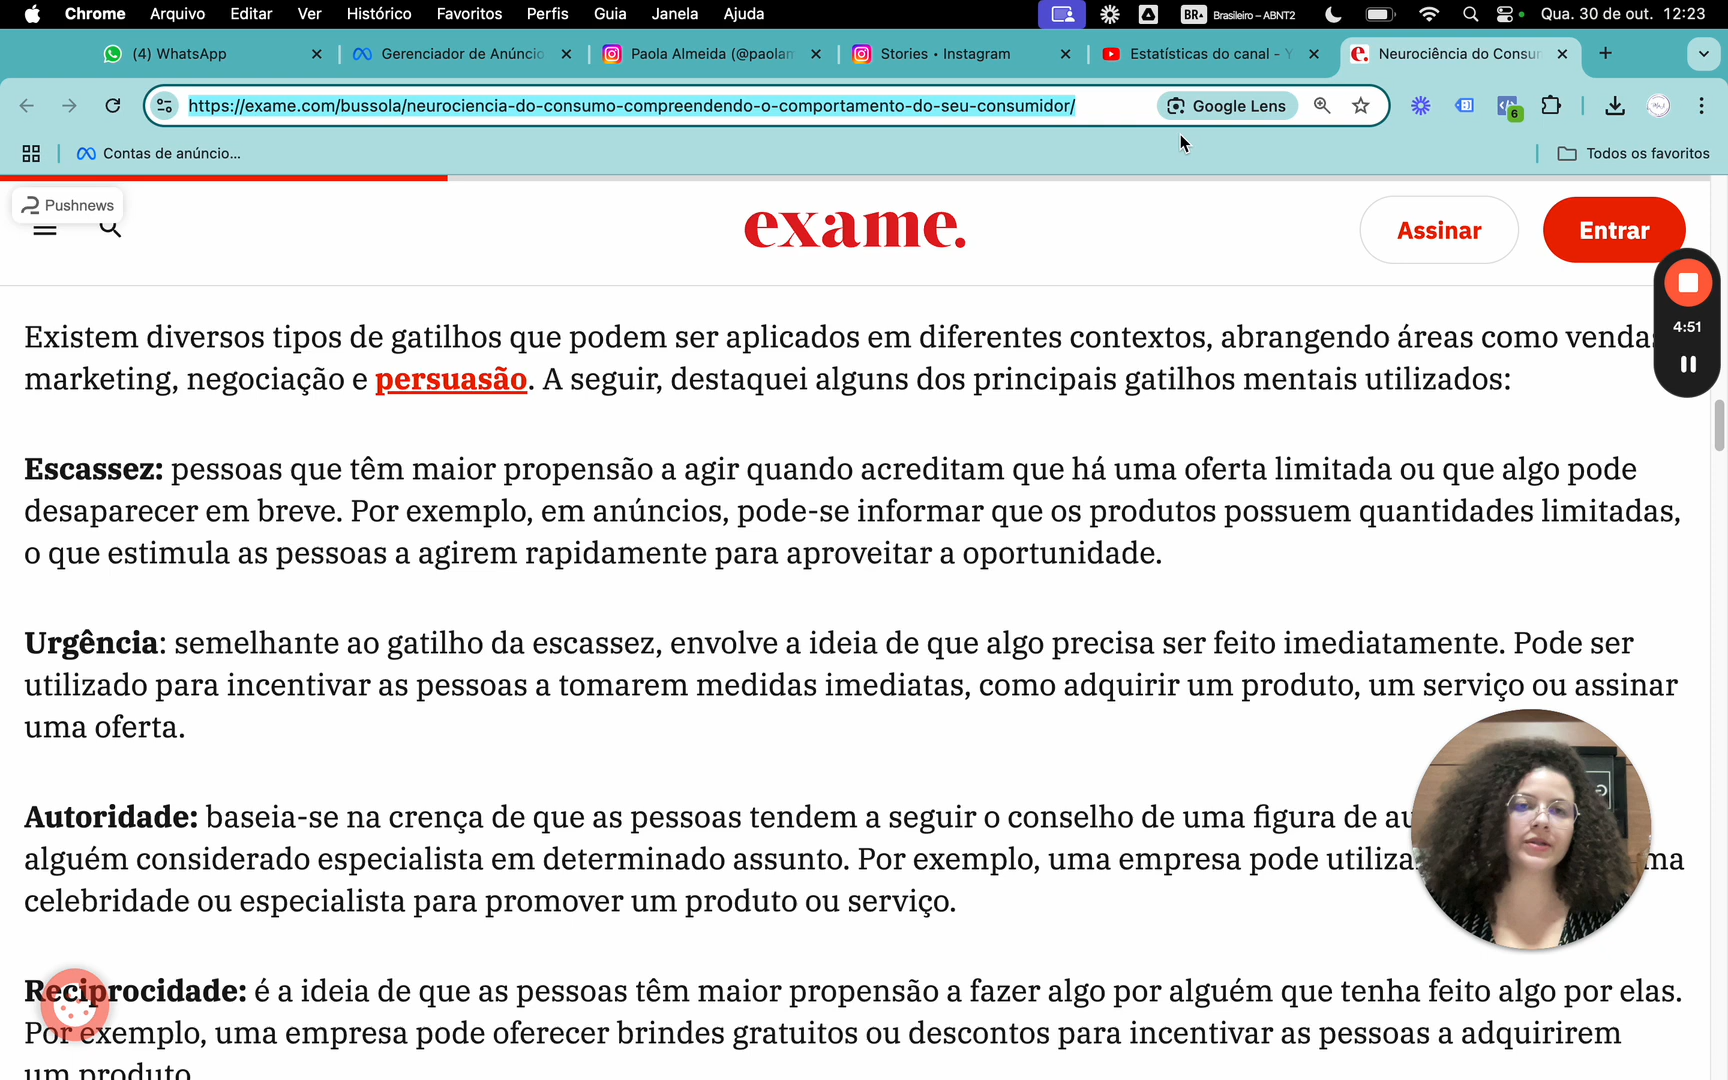 Chrome Arquivo Editar Ver Histórico Favoritos Perfis Guia Janela Ajuda BR Brasileiro – ABNT2 Qua. 30 de out. 12:23
(4) WhatsApp Gerenciador de Anúncio Paola Almeida (@paolam Stories • Instagram Estatísticas do canal - Y Neurociência do Consu
https://exame.com/bussola/neurociencia-do-consumo-compreendendo-o-comportamento-do-seu-consumidor/ Google Lens 6
Contas de anúncio... Todos os favoritos
Pushnews
exame. Assinar Entrar
4:51
Existem diversos tipos de gatilhos que podem ser aplicados em diferentes contextos, abrangendo áreas como vendas
marketing, negociação e persuasão. A seguir, destaquei alguns dos principais gatilhos mentais utilizados:
Escassez: pessoas que têm maior propensão a agir quando acreditam que há uma oferta limitada ou que algo pode
desaparecer em breve. Por exemplo, em anúncios, pode-se informar que os produtos possuem quantidades limitadas,
o que estimula as pessoas a agirem rapidamente para aproveitar a oportunidade.
Urgência: semelhante ao gatilho da escassez, envolve a ideia de que algo precisa ser feito imediatamente. Pode ser
utilizado para incentivar as pessoas a tomarem medidas imediatas, como adquirir um produto, um serviço ou assinar
uma oferta.
Autoridade: baseia-se na crença de que as pessoas tendem a seguir o conselho de uma figura de au
alguém considerado especialista em determinado assunto. Por exemplo, uma empresa pode utiliza ma
celebridade ou especialista para promover um produto ou serviço.
Reciprocidade: é a ideia de que as pessoas têm maior propensão a fazer algo por alguém que tenha feito algo por elas.
Por exemplo, uma empresa pode oferecer brindes gratuitos ou descontos para incentivar as pessoas a adquirirem
um produto